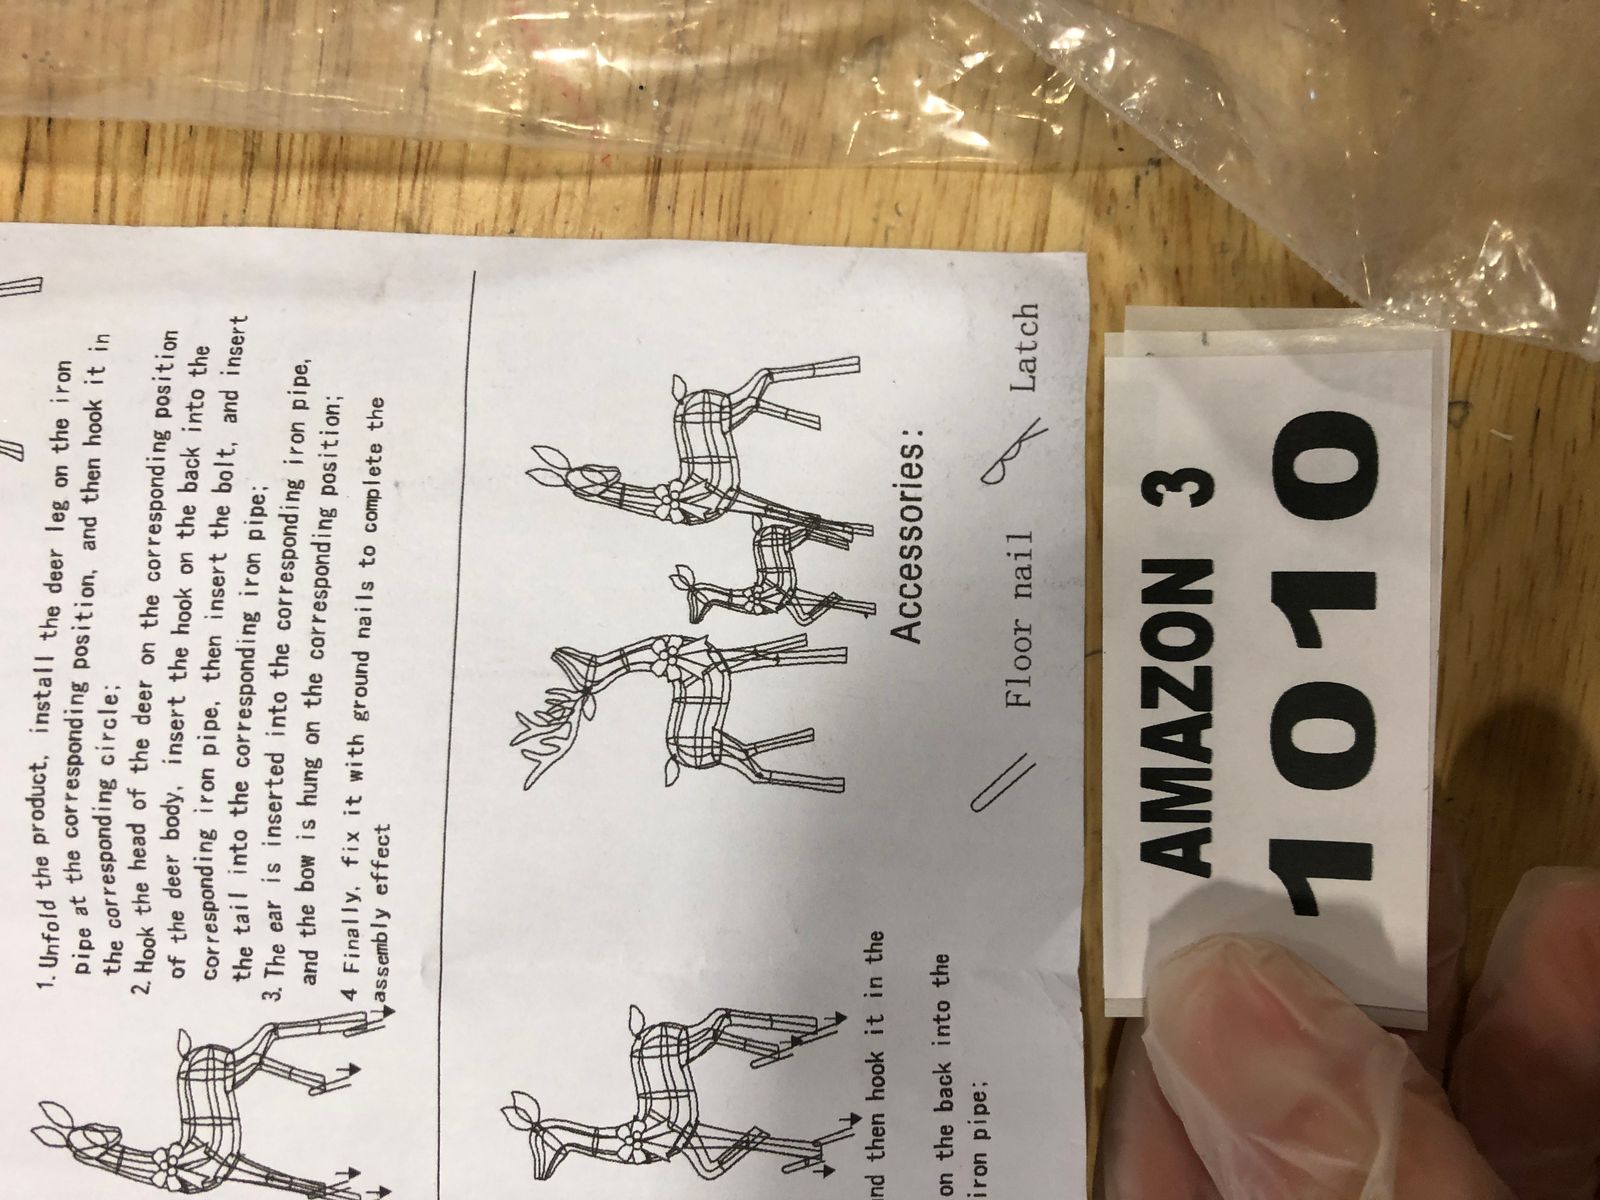 1. Unfold the product, install the deer leg on the iron
pipe at the corresponding position, and then hook it in
the corresponding circle;
2. Hook the head of the deer on the corresponding position
of the deer body, insert the hook on the back into the
corresponding iron pipe, then insert the bolt, and insert
the tail into the corresponding iron pipe;
3. The ear is inserted into the corresponding iron pipe,
and the bow is hung on the corresponding position;
4 Finally, fix it with ground nails to complete the
assembly effect
then hook it in the
on the back into the
iron pipe;
Accessories:
Floor nail
Latch
AMAZON 3
1010